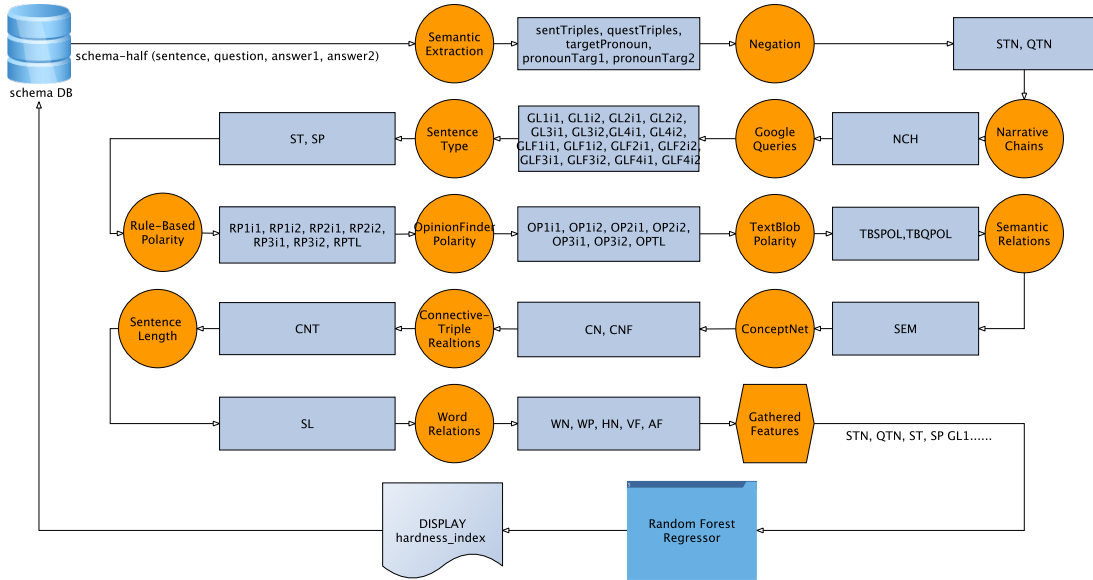 schema DB
schema-half (sentence, question, answer1, answer2)
Semantic
Extraction
sentTriples, questTriples,
targetPronoun,
pronounTarg1, pronounTarg2
Negation
STN, QTN
Narrative
Chains
NCH
Google
Queries
GL1i1, GL1i2, GL2i1, GL2i2,
GL3i1, GL3i2,GL4i1, GL4i2,
GLF1i1, GLF1i2, GLF2i1, GLF2i2,
GLF3i1, GLF3i2, GLF4i1, GLF4i2
Sentence
Type
ST, SP
Rule-Based
Polarity
RP1i1, RP1i2, RP2i1, RP2i2,
RP3i1, RP3i2, RPTL
OpinionFinder
Polarity
OP1i1, OP1i2, OP2i1, OP2i2,
OP3i1, OP3i2, OPTL
TextBlob
Polarity
TBSPOL,TBQPOL
Semantic
Relations
SEM
ConceptNet
CN, CNF
Connective-
Triple
Realtions
CNT
Sentence
Length
SL
Word
Relations
WN, WP, HN, VF, AF
Gathered
Features
STN, QTN, ST, SP GL1......
Random Forest
Regressor
DISPLAY
hardness_index